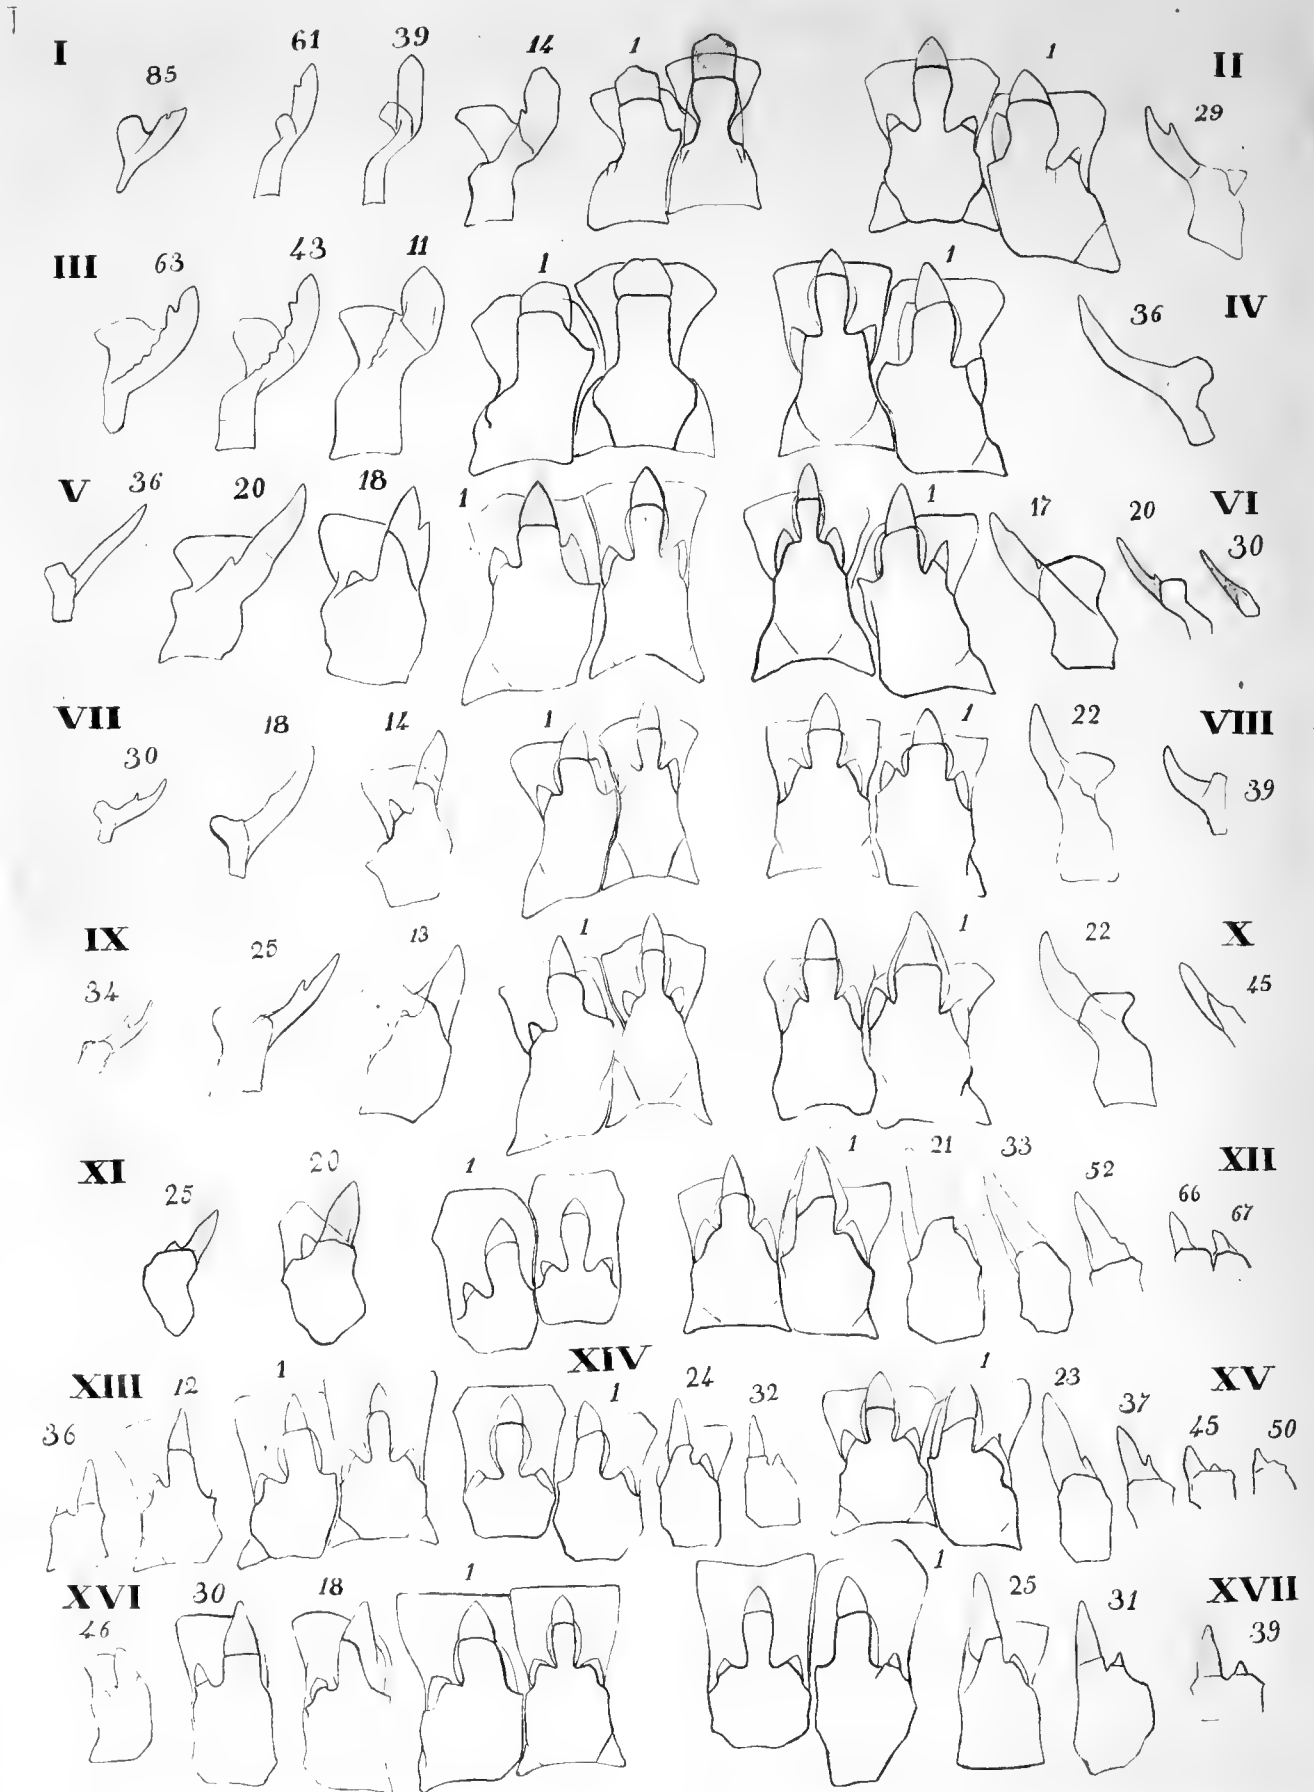 I 85 61 39 14 1 1 29 II
III 63 43 11 1 1 36 IV
V 36 20 18 1 1 17 20 30 VI
VII 30 18 14 1 1 22 39 VIII
IX 34 25 13 1 1 22 45 X
XI 25 20 1 1 21 33 52 66 67 XII
XIII 36 12 1 XIV 1 24 32 1 23 37 45 50 XV
XVI 46 30 18 1 1 25 31 39 XVII